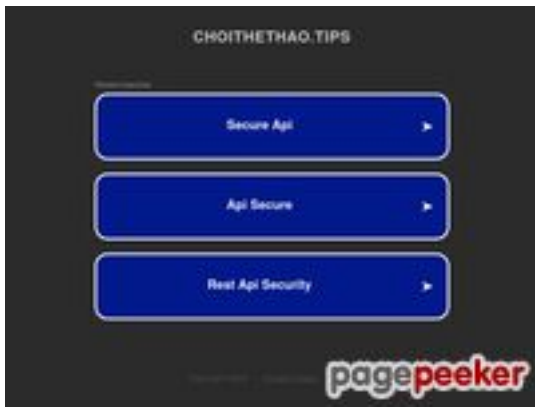 CHOITHETHAO.TIPS
Secure Api
Api Secure
Rest Api Security
pagepeeker